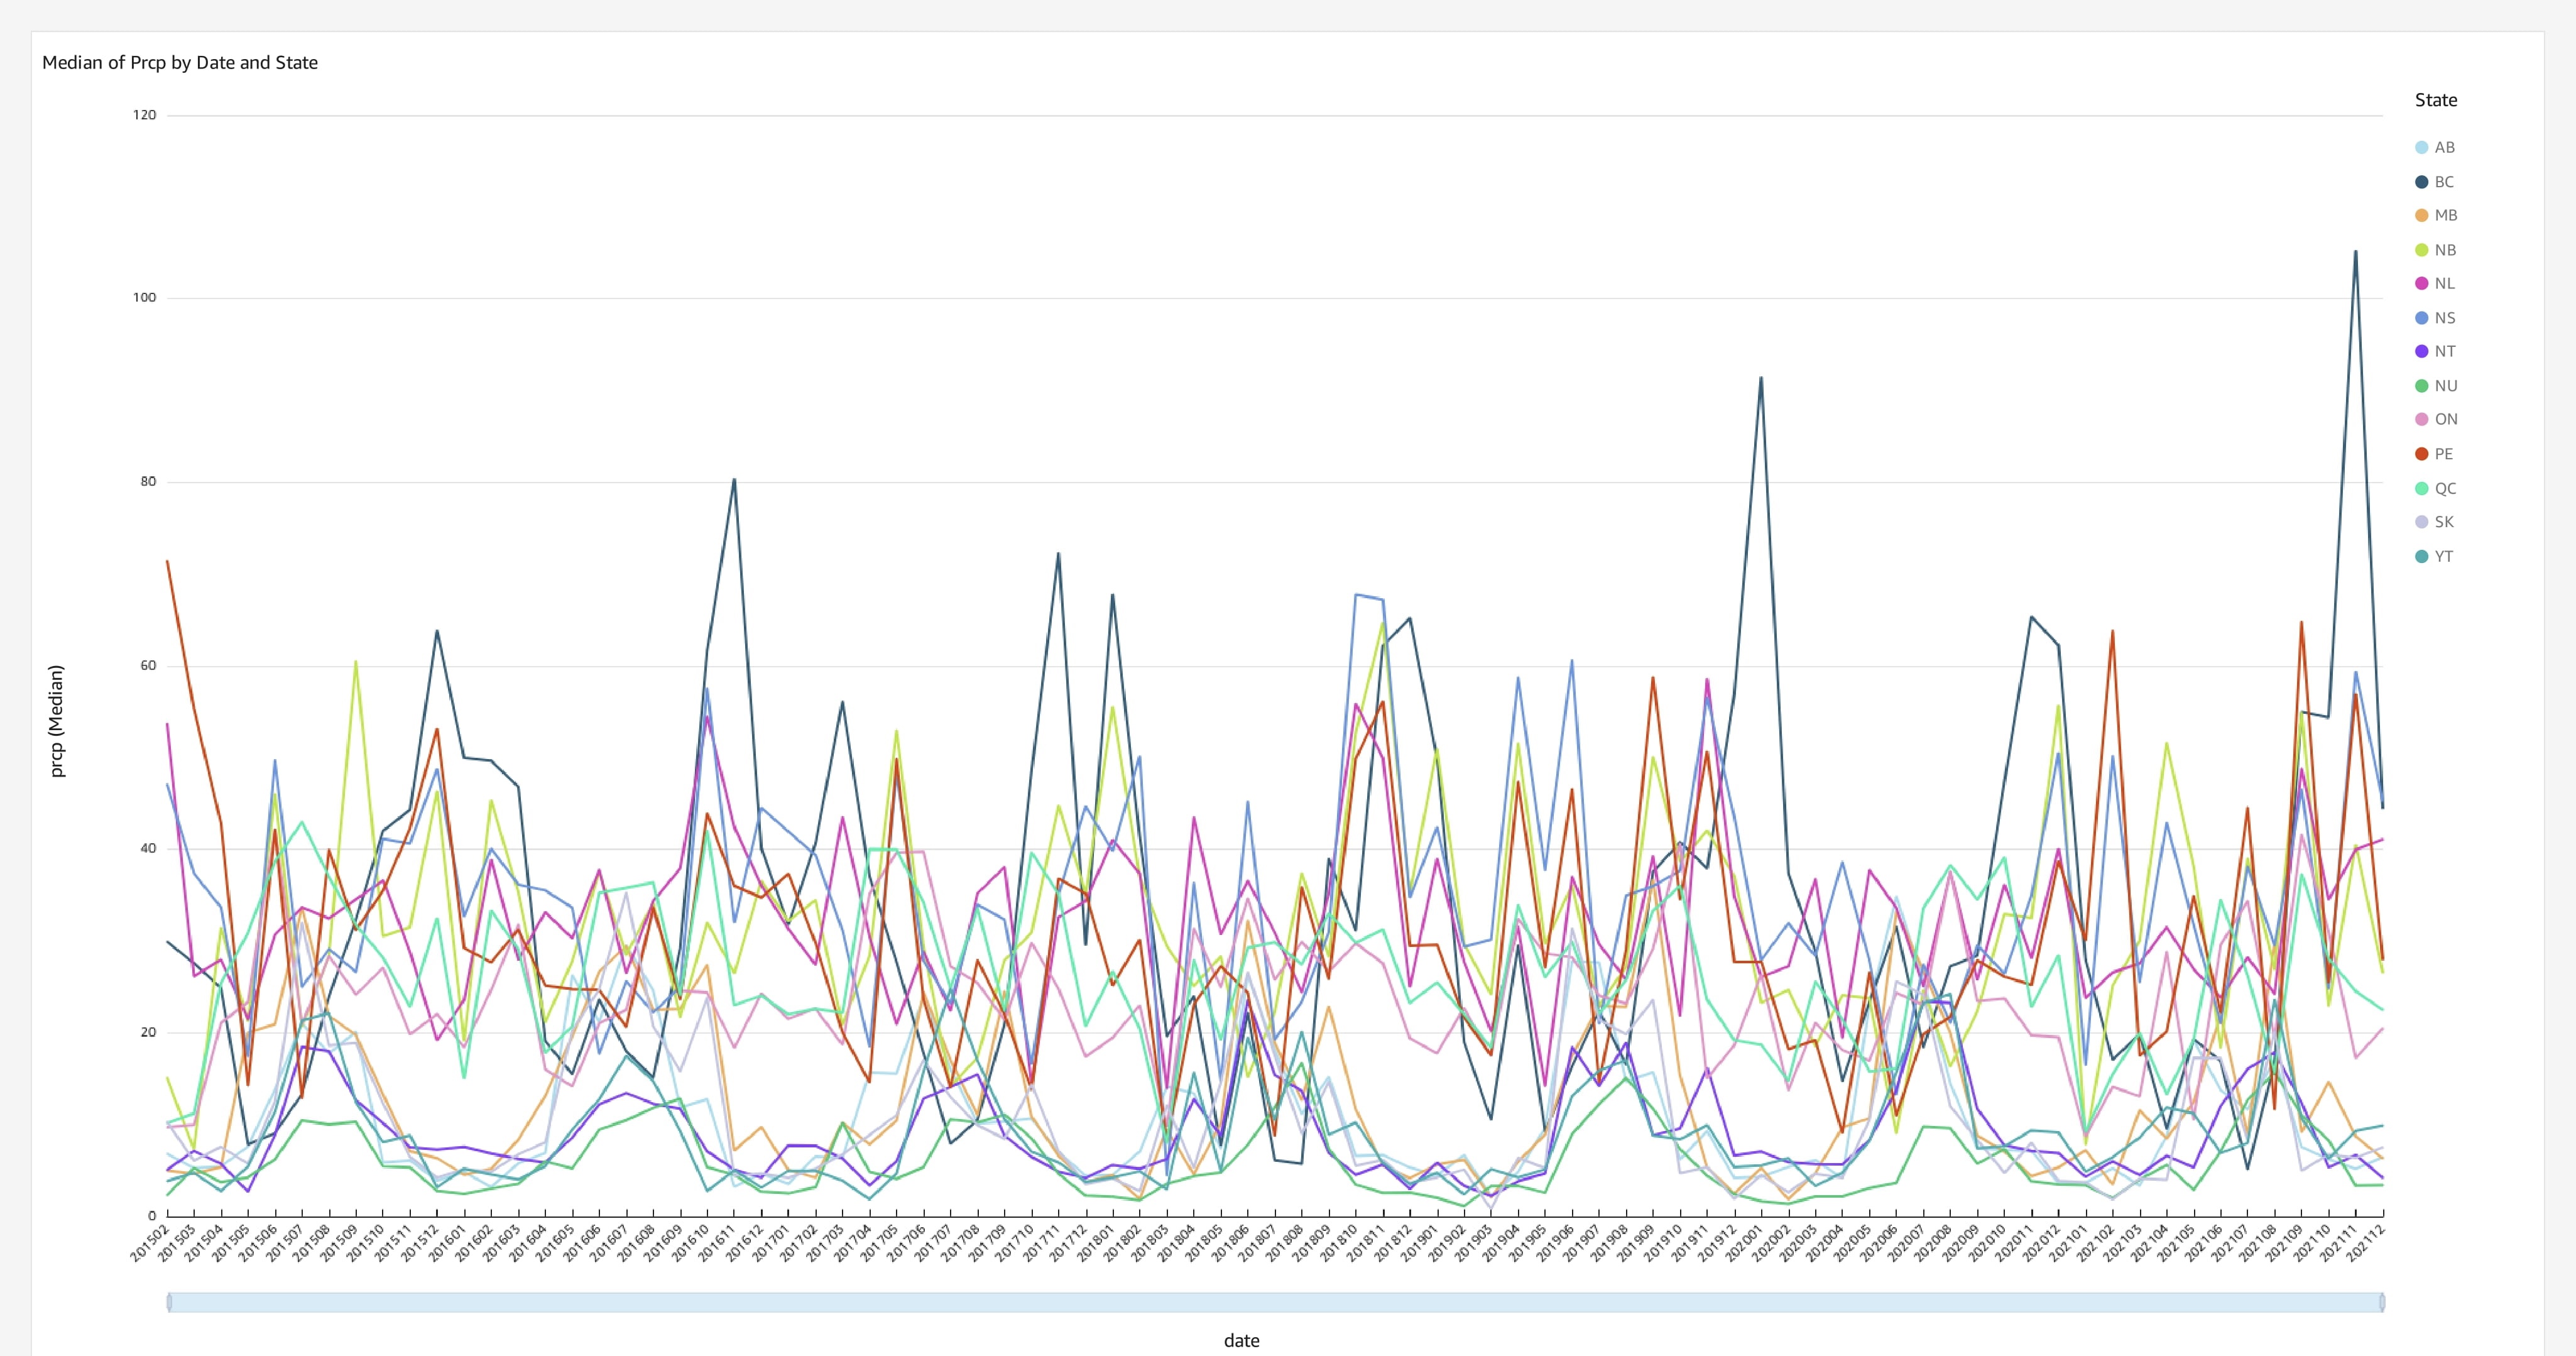 Median of Prcp by Date and State
State
AB
BC
MB
NB
NL
NS
NT
NU
ON
PE
QC
SK
YT
120
100
80
60
40
20
0
prcp (Median)
201502 201503 201504 201505 201506 201507 201508 201509 201510 201511 201512 201601 201602 201603 201604 201605 201606 201607 201608 201609 201610 201611 201612 201701 201702 201703 201704 201705 201706 201707 201708 201709 201710 201711 201712 201801 201802 201803 201804 201805 201806 201807 201808 201809 201810 201811 201812 201901 201902 201903 201904 201905 201906 201907 201908 201909 201910 201911 201912 202001 202002 202003 202004 202005 202006 202007 202008 202009 202010 202011 202012 202101 202102 202103 202104 202105 202106 202107 202108 202109 202110 202111 202112
date